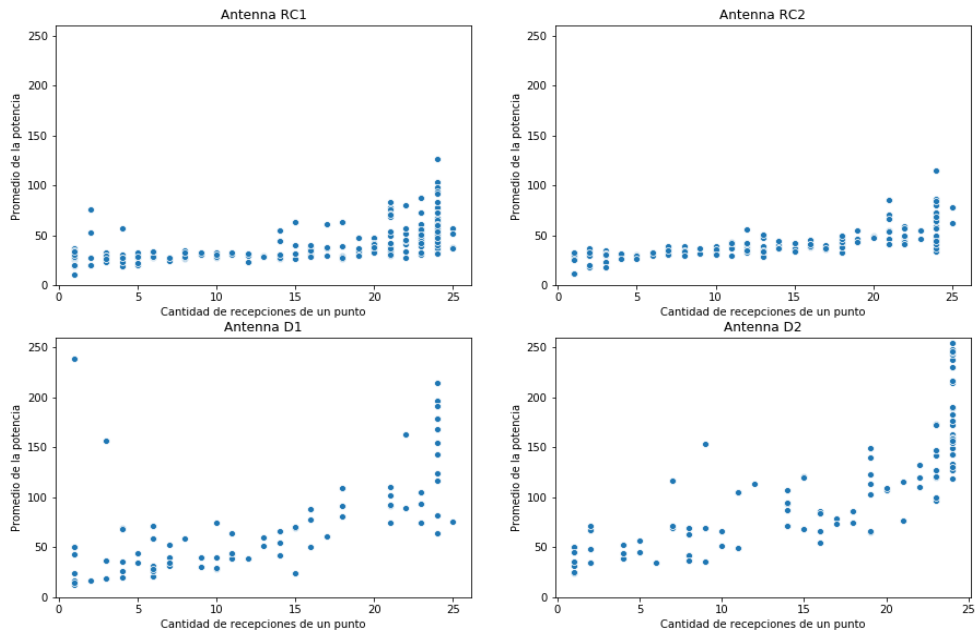 Antenna RC1
250
200
150
100
50
0
Promedio de la potencia
0 5 10 15 20 25
Cantidad de recepciones de un punto
Antenna RC2
250
200
150
100
50
0
Promedio de la potencia
0 5 10 15 20 25
Cantidad de recepciones de un punto
Antenna D1
250
200
150
100
50
0
Promedio de la potencia
0 5 10 15 20 25
Cantidad de recepciones de un punto
Antenna D2
250
200
150
100
50
0
Promedio de la potencia
0 5 10 15 20 25
Cantidad de recepciones de un punto